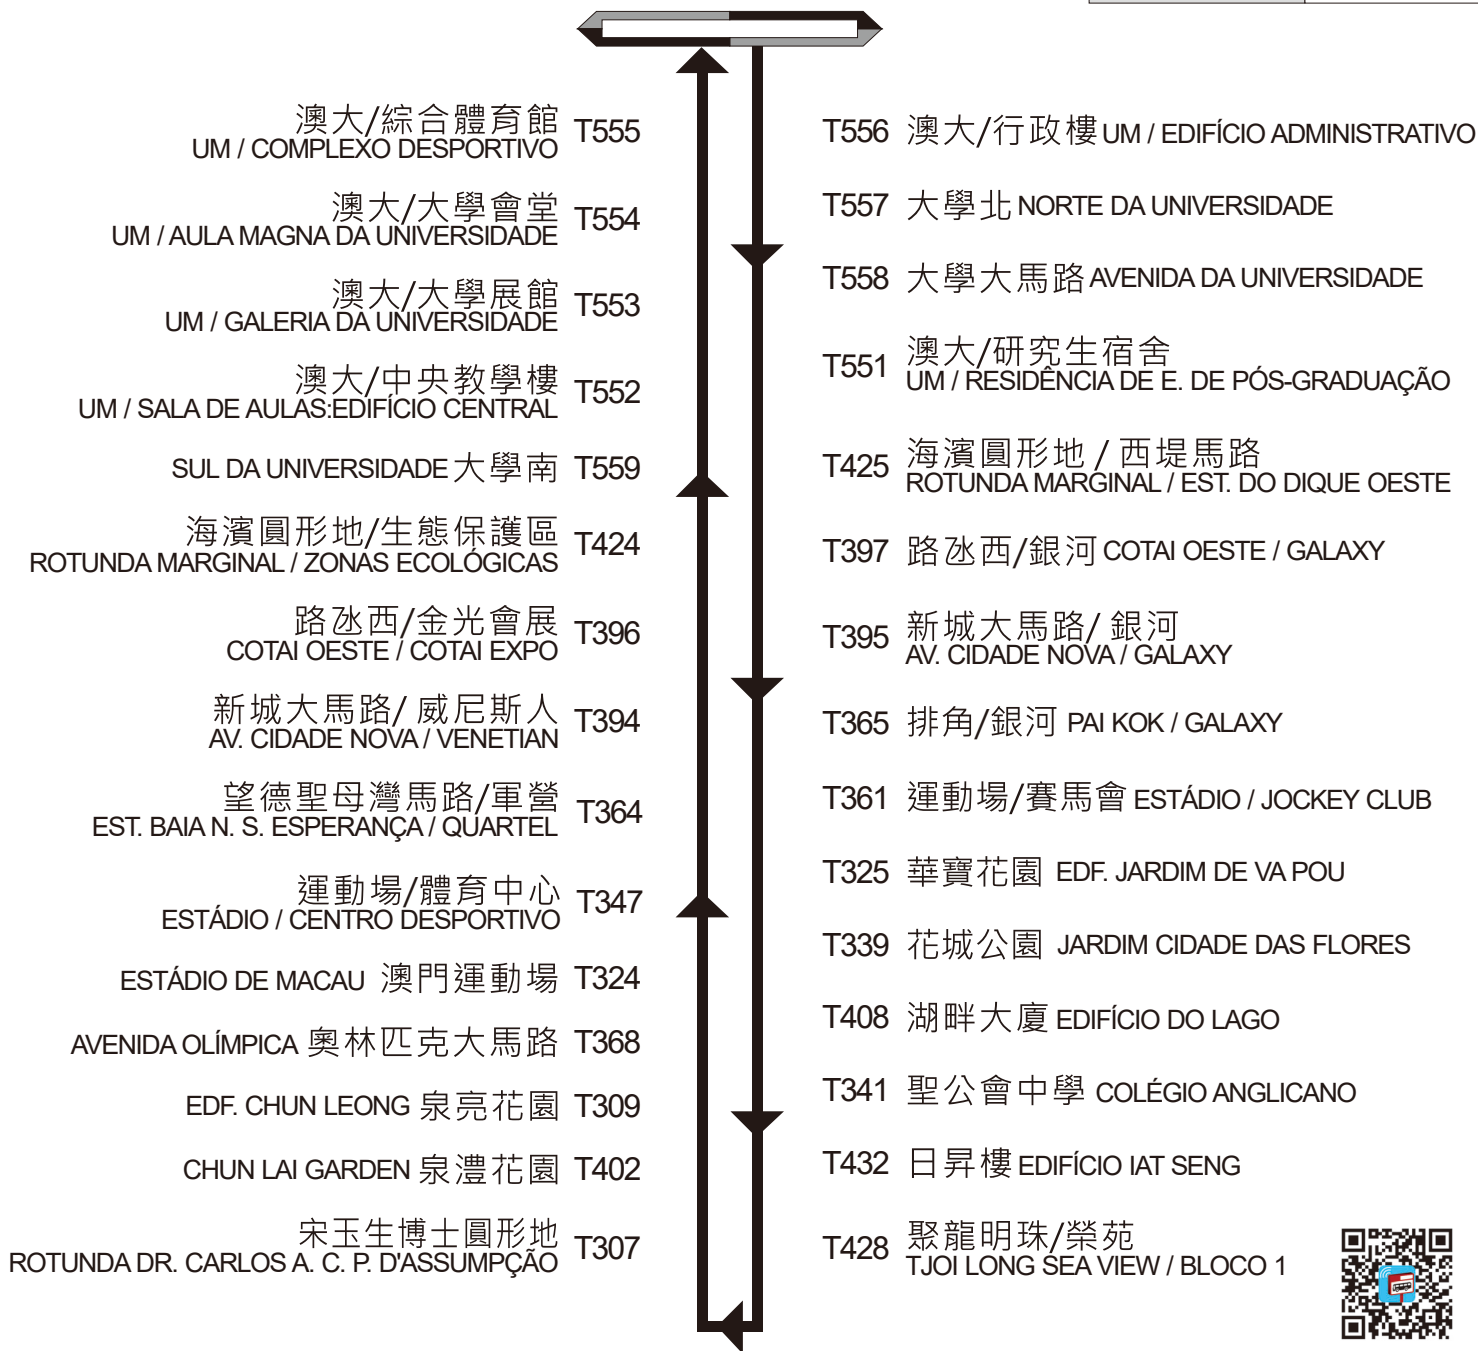 澳大/綜合體育館
UM / COMPLEXO DESPORTIVO
T555
澳大/大學會堂
UM / AULA MAGNA DA UNIVERSIDADE
T554
澳大/大學展館
UM / GALERIA DA UNIVERSIDADE
T553
澳大/中央教學樓
UM / SALA DE AULAS:EDIFÍCIO CENTRAL
T552
SUL DA UNIVERSIDADE 大學南 T559
海濱圓形地/生態保護區
ROTUNDA MARGINAL / ZONAS ECOLÓGICAS
T424
路氹西/金光會展
COTAI OESTE / COTAI EXPO
T396
新城大馬路/ 威尼斯人
AV. CIDADE NOVA / VENETIAN
T394
望德聖母灣馬路/軍營
EST. BAIA N. S. ESPERANÇA / QUARTEL
T364
運動場/體育中心
ESTÁDIO / CENTRO DESPORTIVO
T347
ESTÁDIO DE MACAU 澳門運動場 T324
AVENIDA OLÍMPICA 奧林匹克大馬路 T368
EDF. CHUN LEONG 泉亮花園 T309
CHUN LAI GARDEN 泉澧花園 T402
宋玉生博士圓形地
ROTUNDA DR. CARLOS A. C. P. D'ASSUMPÇÃO
T307
T556 澳大/行政樓 UM / EDIFÍCIO ADMINISTRATIVO
T557 大學北 NORTE DA UNIVERSIDADE
T558 大學大馬路 AVENIDA DA UNIVERSIDADE
T551
澳大/研究生宿舍
UM / RESIDÊNCIA DE E. DE PÓS-GRADUAÇÃO
T425
海濱圓形地 / 西堤馬路
ROTUNDA MARGINAL / EST. DO DIQUE OESTE
T397 路氹西/銀河 COTAI OESTE / GALAXY
T395
新城大馬路/ 銀河
AV. CIDADE NOVA / GALAXY
T365 排角/銀河 PAI KOK / GALAXY
T361 運動場/賽馬會 ESTÁDIO / JOCKEY CLUB
T325 華寶花園 EDF. JARDIM DE VA POU
T339 花城公園 JARDIM CIDADE DAS FLORES
T408 湖畔大廈 EDIFÍCIO DO LAGO
T341 聖公會中學 COLÉGIO ANGLICANO
T432 日昇樓 EDIFÍCIO IAT SENG
T428
聚龍明珠/榮苑
TJOI LONG SEA VIEW / BLOCO 1